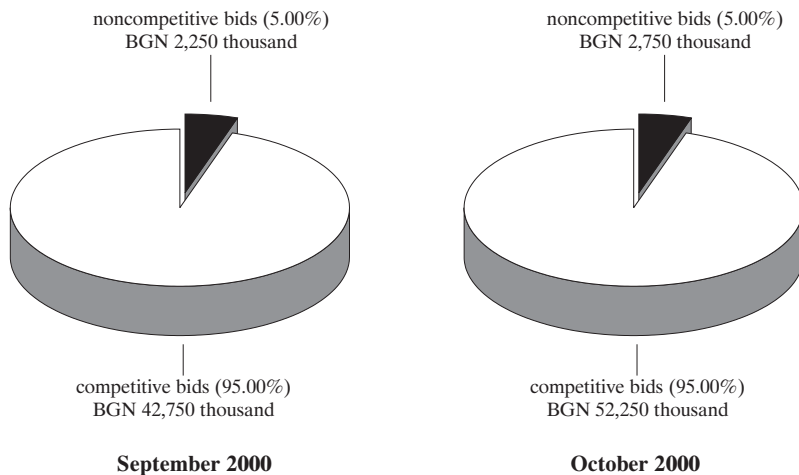 noncompetitive bids (5.00%)
BGN 2,250 thousand
competitive bids (95.00%)
BGN 42,750 thousand
September 2000
noncompetitive bids (5.00%)
BGN 2,750 thousand
competitive bids (95.00%)
BGN 52,250 thousand
October 2000